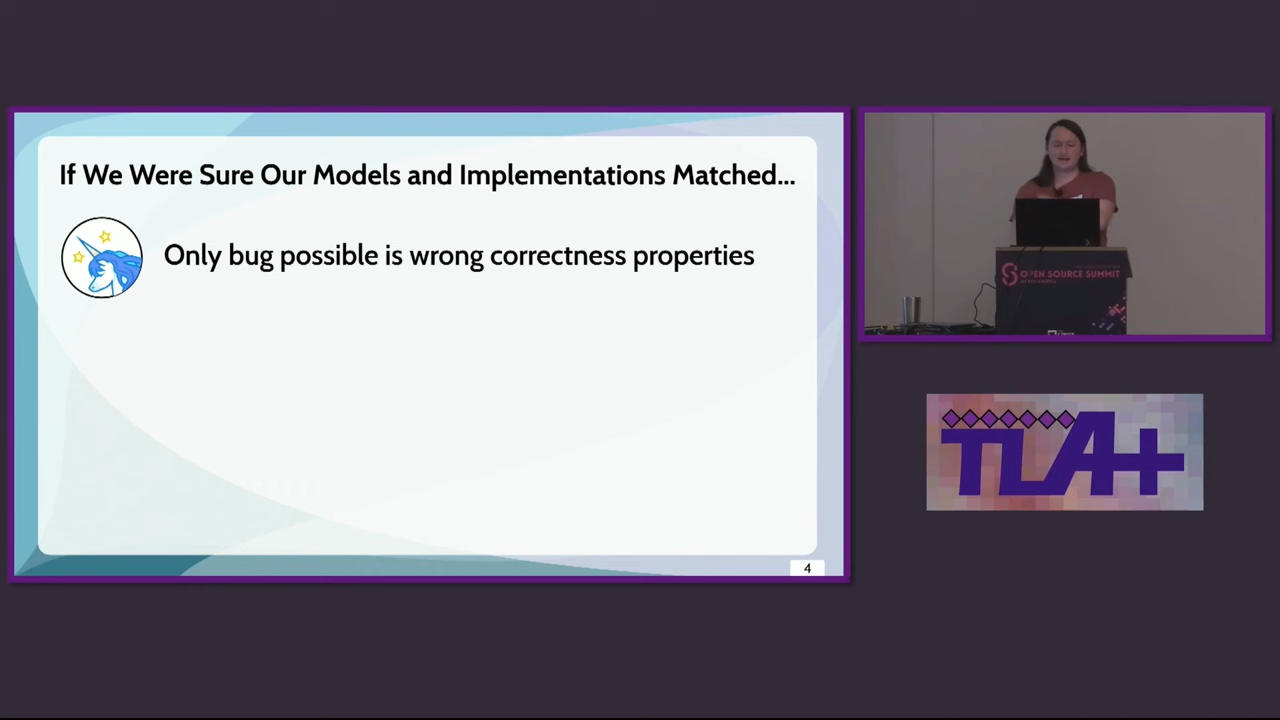 If We Were Sure Our Models and Implementations Matched...
Only bug possible is wrong correctness properties
4
OPEN SOURCE SUMMIT
TLA+